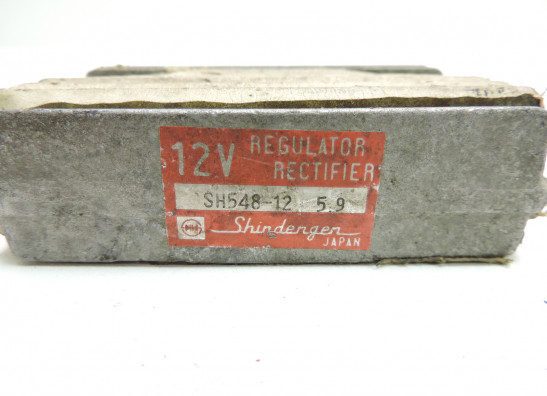 12V REGULATOR
RECTIFIER
SH548-12 5.9
Shindengen
JAPAN